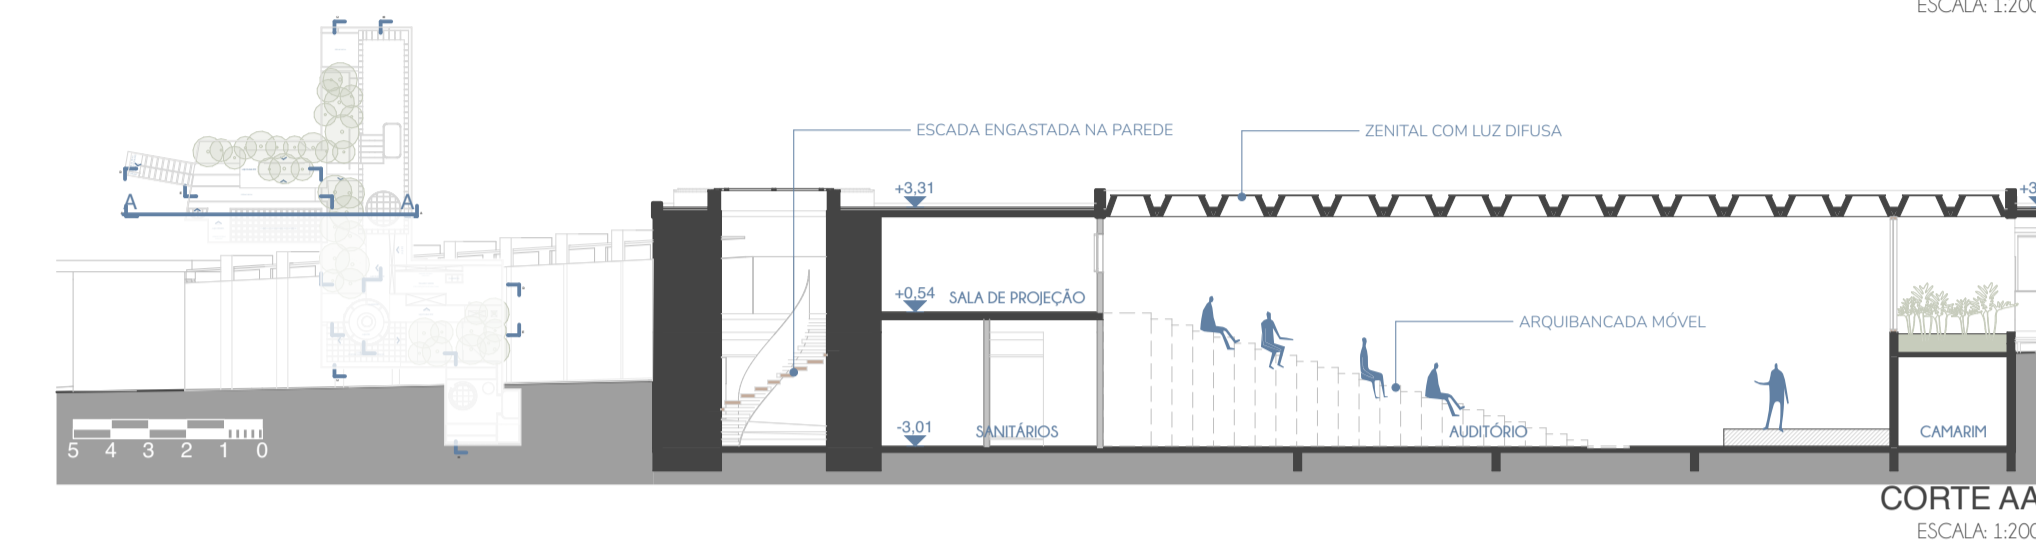 ESCALA: 1:200
ESCADA ENGASTADA NA PAREDE
ZENITAL COM LUZ DIFUSA
+3,31
+3
A A
+0,54
SALA DE PROJEÇÃO
ARQUIBANCADA MÓVEL
-3,01
SANITÁRIOS
AUDITÓRIO
CAMARIM
5 4 3 2 1 0
CORTE AA
ESCALA: 1:200